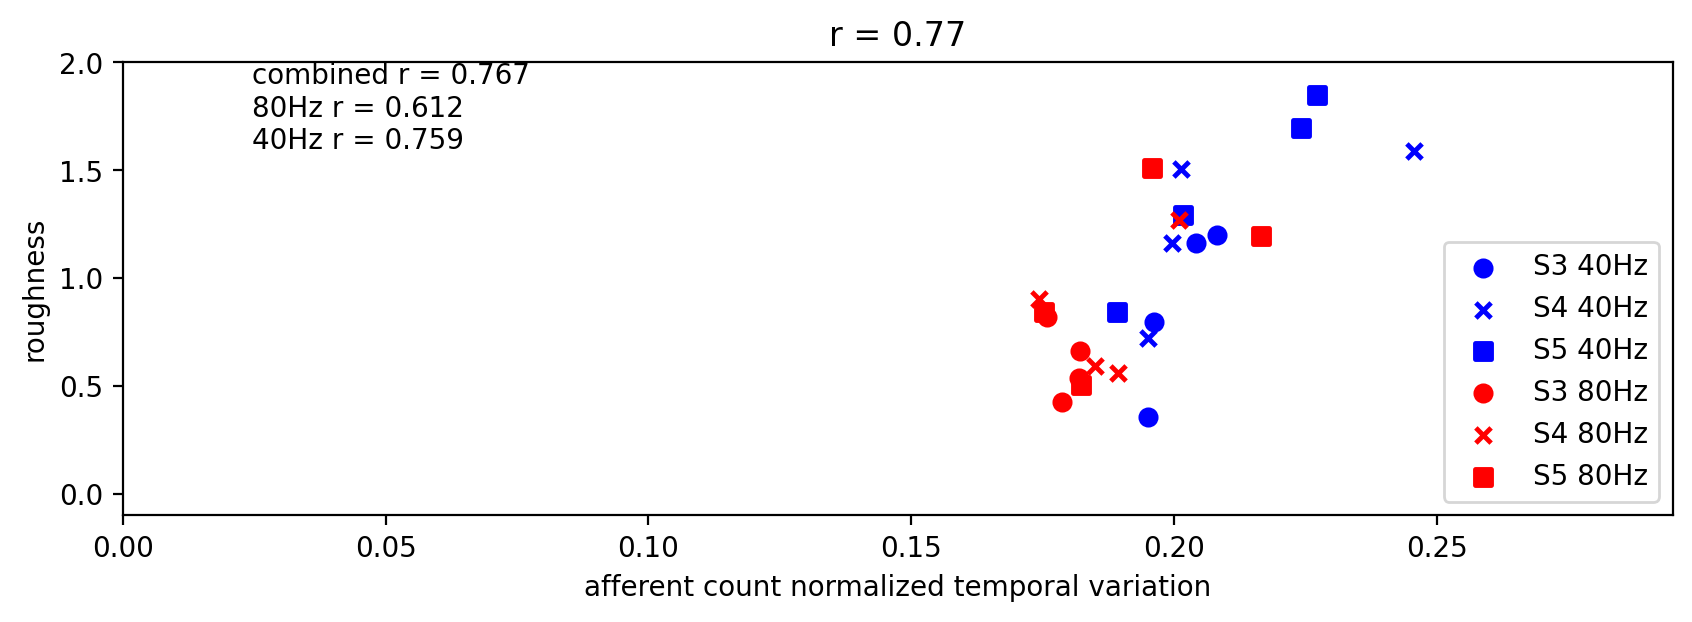 r = 0.77
combined r = 0.767
80Hz r = 0.612
40Hz r = 0.759
2.0
1.5
1.0
0.5
0.0
roughness
S3 40Hz
S4 40Hz
S5 40Hz
S3 80Hz
S4 80Hz
S5 80Hz
0.00 0.05 0.10 0.15 0.20 0.25
afferent count normalized temporal variation